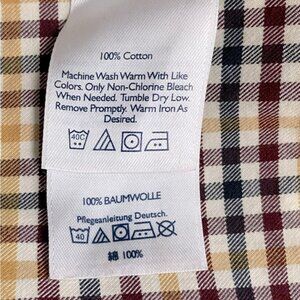 100% Cotton
Machine Wash Warm With Like
Colors. Only Non-Chlorine Bleach
When Needed. Tumble Dry Low.
Remove Promptly. Warm Iron As
Desired.
40C
100% BAUMWOLLE
Pflegeanleitung Deutsch.
40
綿 100%